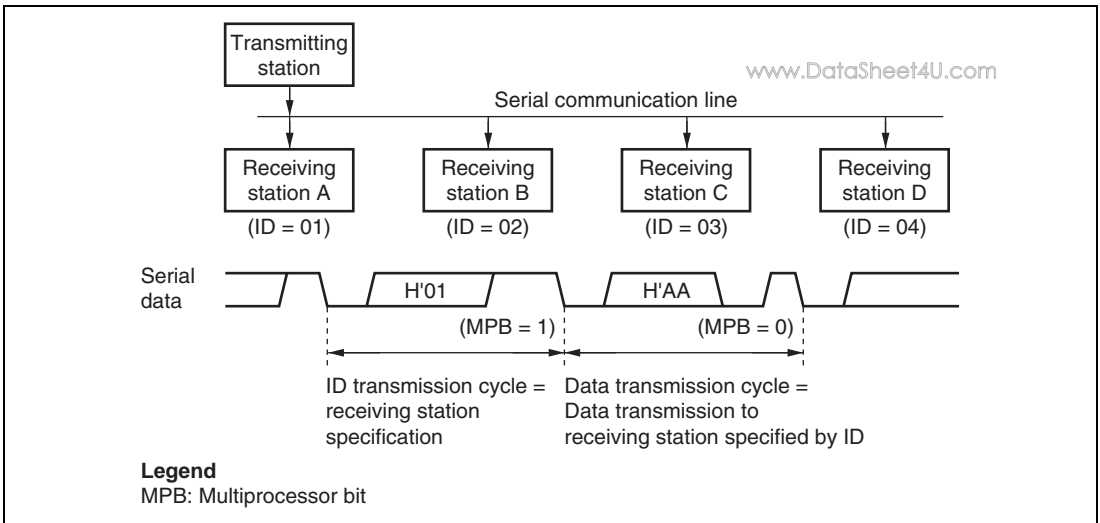 Transmitting
station
www.DataSheet4U.com
Serial communication line
Receiving
station A
Receiving
station B
Receiving
station C
Receiving
station D
(ID = 01)
(ID = 02)
(ID = 03)
(ID = 04)
Serial
data
H'01
H'AA
(MPB = 1)
(MPB = 0)
ID transmission cycle =
receiving station
specification
Data transmission cycle =
Data transmission to
receiving station specified by ID
Legend
MPB: Multiprocessor bit